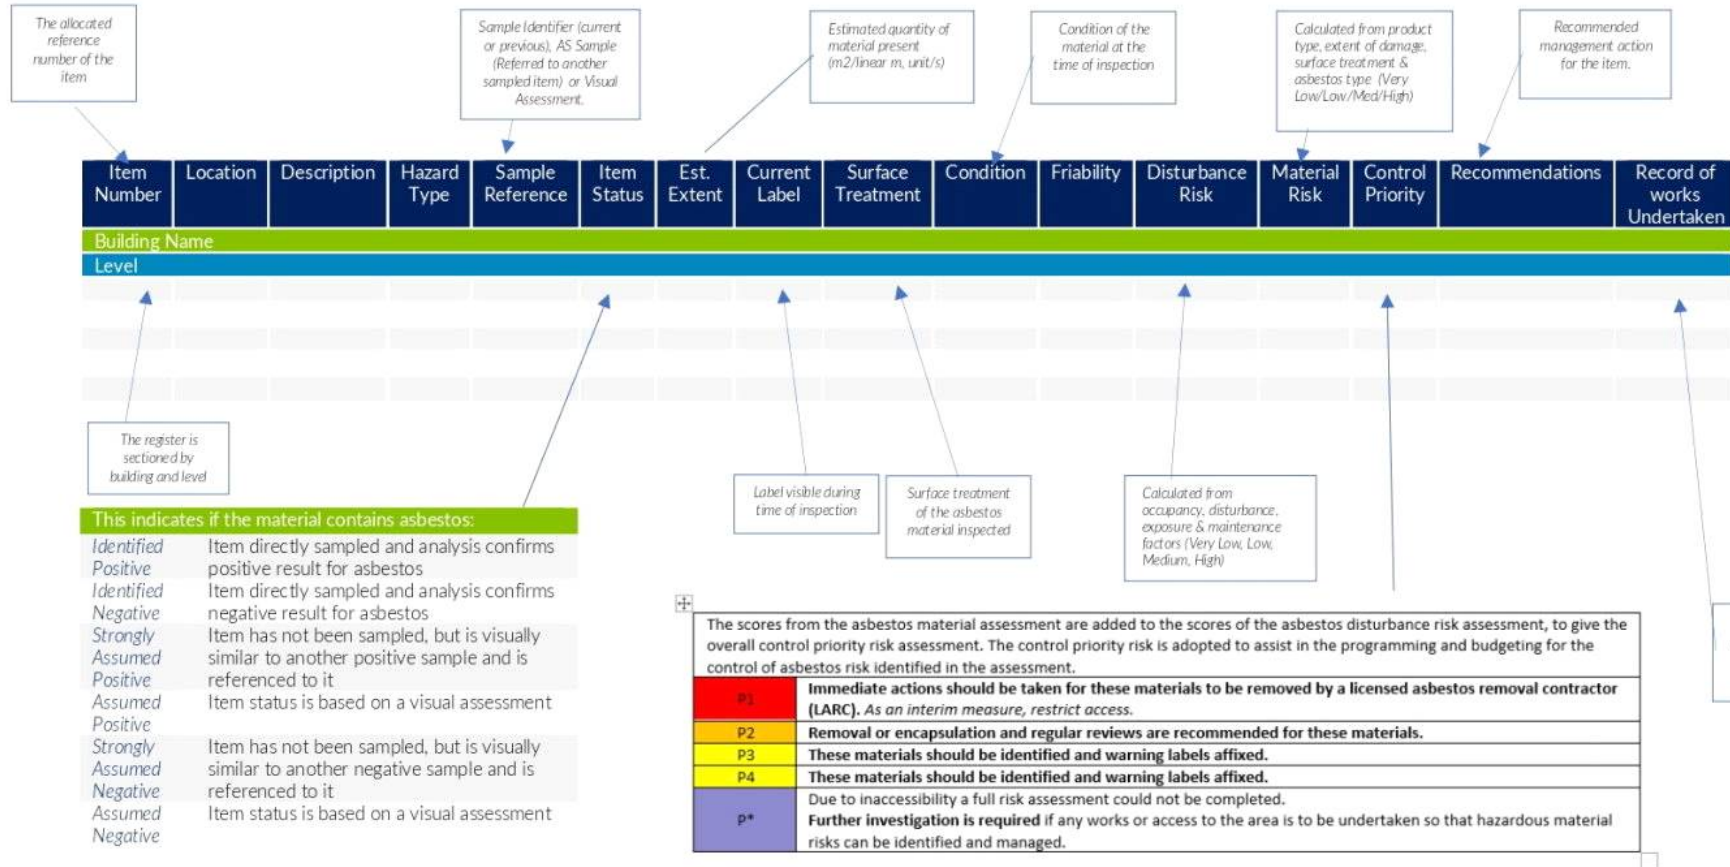 The allocated
reference
number of the
item
Sample Identifier (current
or previous), AS Sample
(Referred to another
sampled item) or Visual
Assessment.
Estimated quantity of
material present
(m2/linear m, unit/s)
Condition of the
material at the
time of inspection
Calculated from product
type, extent of damage,
surface treatment &
asbestos type (Very
Low/Low/Med/High)
Recommended
management action
for the item.
Item Number
Location
Description
Hazard Type
Sample Reference
Item Status
Est. Extent
Current Label
Surface Treatment
Condition
Friability
Disturbance Risk
Material Risk
Control Priority
Recommendations
Record of works Undertaken
Building Name
Level
The register is
sectioned by
building and level
Label visible during
time of inspection
Surface treatment
of the asbestos
material inspected
Calculated from
occupancy, disturbance,
exposure & maintenance
factors (Very Low, Low,
Medium, High)
This indicates if the material contains asbestos:
Identified Item directly sampled and analysis confirms
Positive positive result for asbestos
Identified Item directly sampled and analysis confirms
Negative negative result for asbestos
Strongly Item has not been sampled, but is visually
Assumed similar to another positive sample and is
Positive referenced to it
Assumed Item status is based on a visual assessment
Positive
Strongly Item has not been sampled, but is visually
Assumed similar to another negative sample and is
Negative referenced to it
Assumed Item status is based on a visual assessment
Negative
The scores from the asbestos material assessment are added to the scores of the asbestos disturbance risk assessment, to give the
overall control priority risk assessment. The control priority risk is adopted to assist in the programming and budgeting for the
control of asbestos risk identified in the assessment.
P1 Immediate actions should be taken for these materials to be removed by a licensed asbestos removal contractor
(LARC). As an interim measure, restrict access.
P2 Removal or encapsulation and regular reviews are recommended for these materials.
P3 These materials should be identified and warning labels affixed.
P4 These materials should be identified and warning labels affixed.
Due to inaccessibility a full risk assessment could not be completed.
P* Further investigation is required if any works or access to the area is to be undertaken so that hazardous material
risks can be identified and managed.